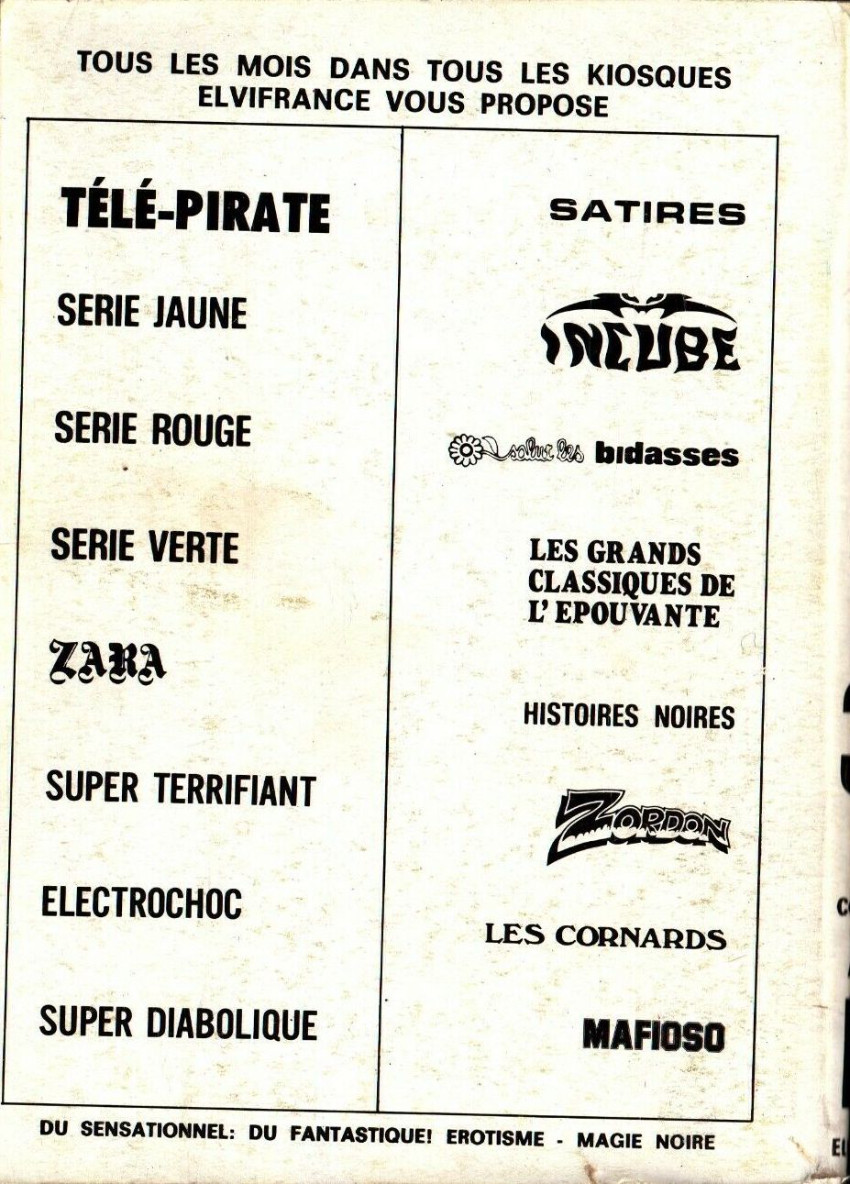 TOUS LES MOIS DANS TOUS LES KIOSQUES
ELVIFRANCE VOUS PROPOSE
TÉLÉ-PIRATE
SERIE JAUNE
SERIE ROUGE
SERIE VERTE
ZARA
SUPER TERRIFIANT
ELECTROCHOC
SUPER DIABOLIQUE
SATIRES
INCUBE
salut les bidasses
LES GRANDS
CLASSIQUES DE
L' EPOUVANTE
HISTOIRES NOIRES
ZORDON
LES CORNARDS
MAFIOSO
DU SENSATIONNEL: DU FANTASTIQUE! EROTISME - MAGIE NOIRE